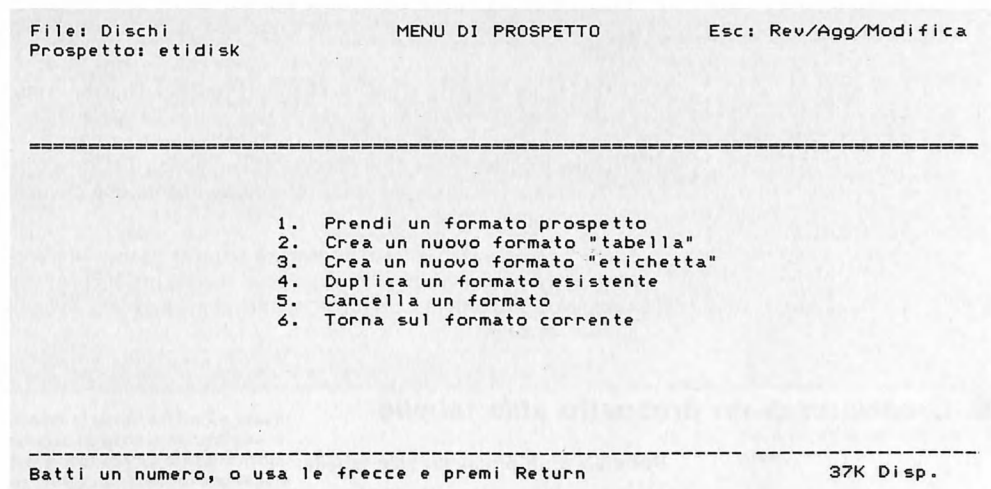 File: Dischi MENU DI PROSPETTO Esc: Rev/Agg/Modifica
Prospetto: etidisk
1. Prendi un formato prospetto
2. Crea un nuovo formato "tabella"
3. Crea un nuovo formato "etichetta"
4. Duplica un formato esistente
5. Cancella un formato
6. Torna sul formato corrente
Batti un numero, o usa le frecce e premi Return 37K Disp.